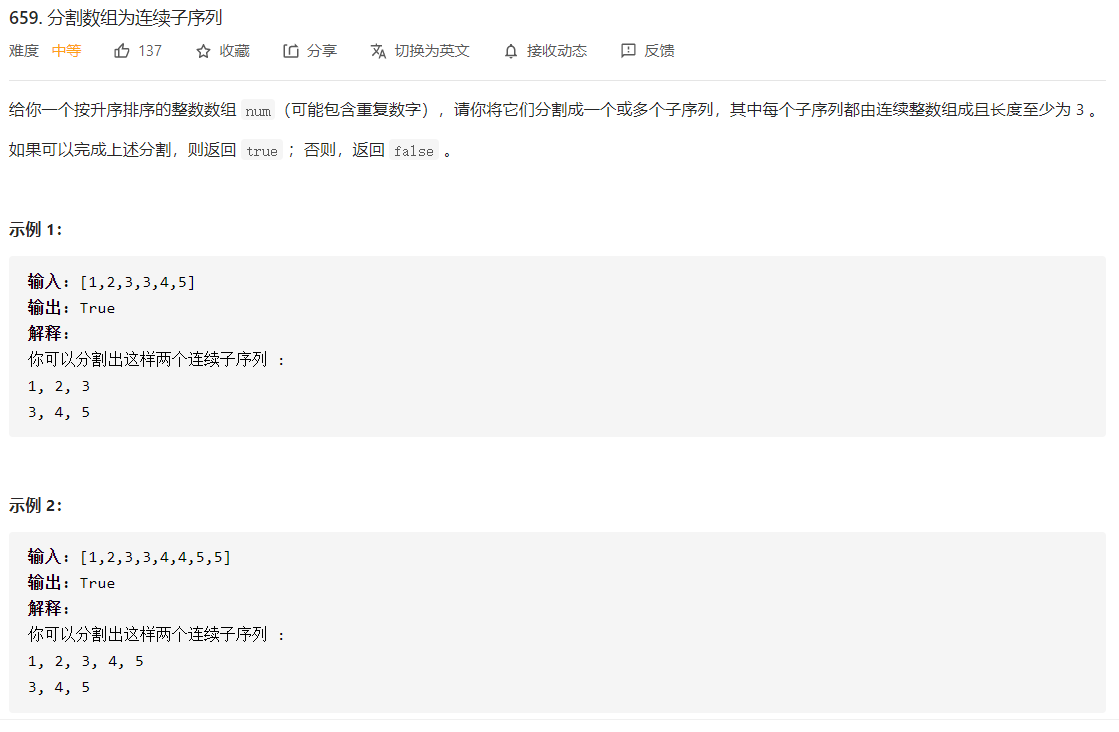 659. 分割数组为连续子序列
难度 中等 137 收藏 分享 切换为英文 接收动态 反馈
给你一个按升序排序的整数数组 num（可能包含重复数字），请你将它们分割成一个或多个子序列，其中每个子序列都由连续整数组成且长度至少为 3 。
如果可以完成上述分割，则返回 true ；否则，返回 false 。
示例 1：
输入：[1,2,3,3,4,5]
输出：True
解释：
你可以分割出这样两个连续子序列 :
1, 2, 3
3, 4, 5
示例 2：
输入：[1,2,3,3,4,4,5,5]
输出：True
解释：
你可以分割出这样两个连续子序列 :
1, 2, 3, 4, 5
3, 4, 5